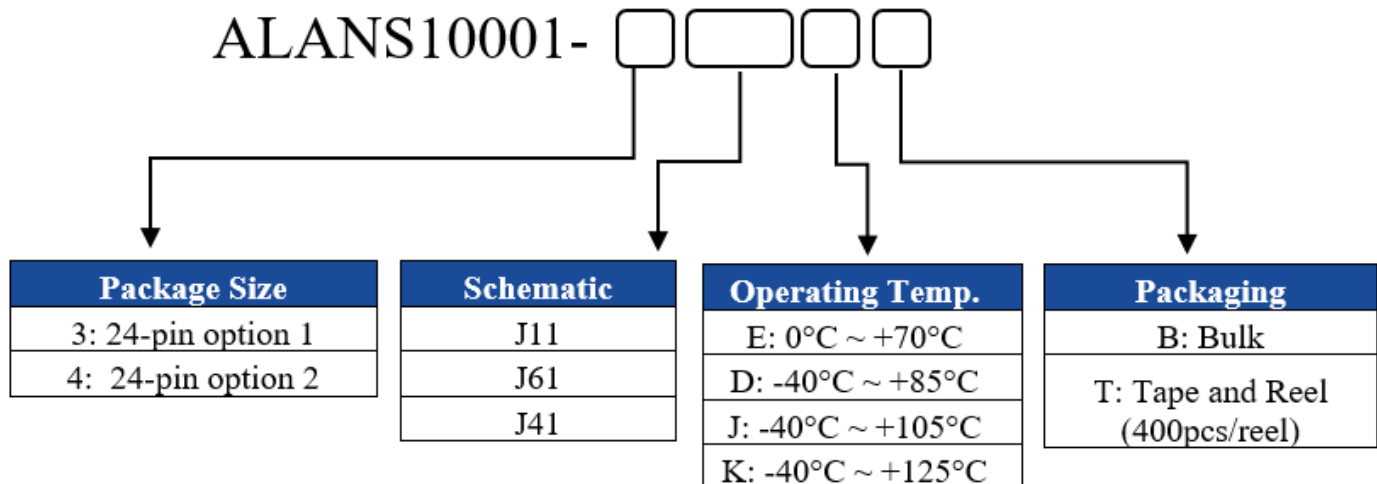 ALANS10001-
Package Size
3: 24-pin option 1
4: 24-pin option 2
Schematic
J11
J61
J41
Operating Temp.
E: 0°C ~ +70°C
D: -40°C ~ +85°C
J: -40°C ~ +105°C
K: -40°C ~ +125°C
Packaging
B: Bulk
T: Tape and Reel
(400pcs/reel)